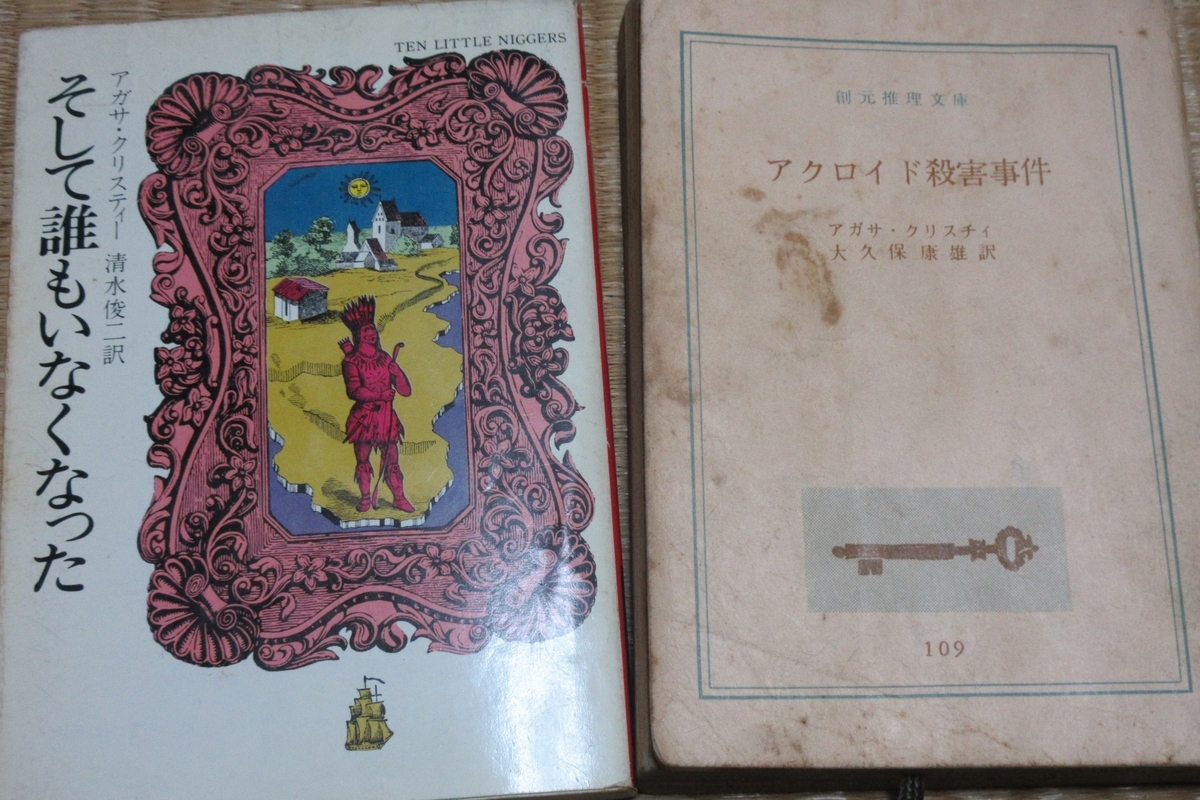 TEN LITTLE NIGGERS
アガサ・クリスティー 清水俊二訳
そして誰もいなくなった
創元推理文庫
アクロイド殺害事件
アガサ・クリスチィ
大久保康雄訳
109